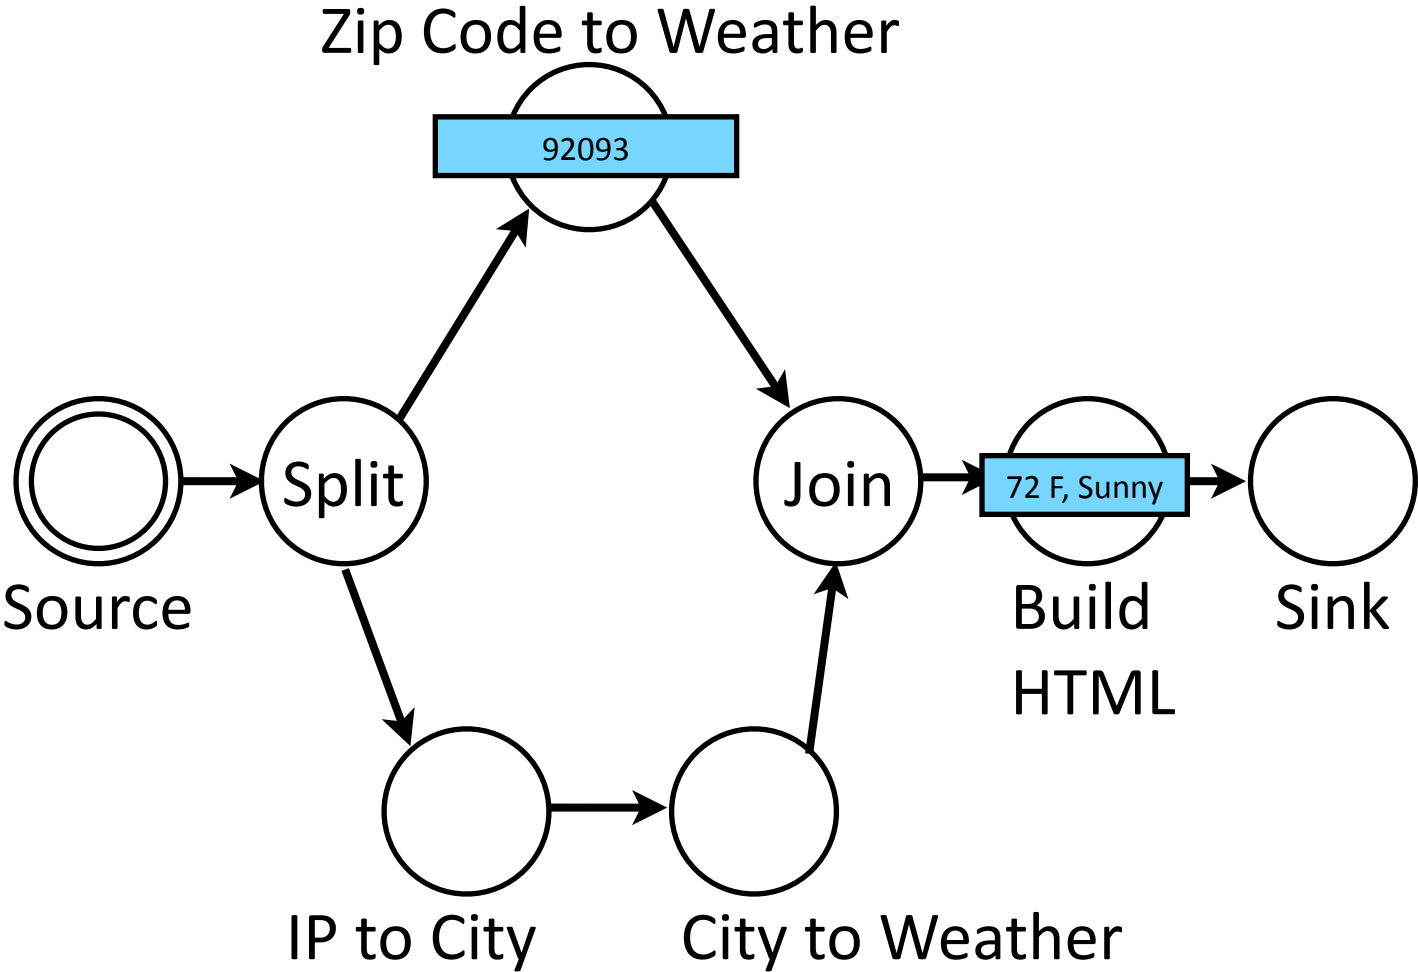 Zip Code to Weather
92093
Split
Join
72 F, Sunny
Source
Build
HTML
Sink
IP to City
City to Weather